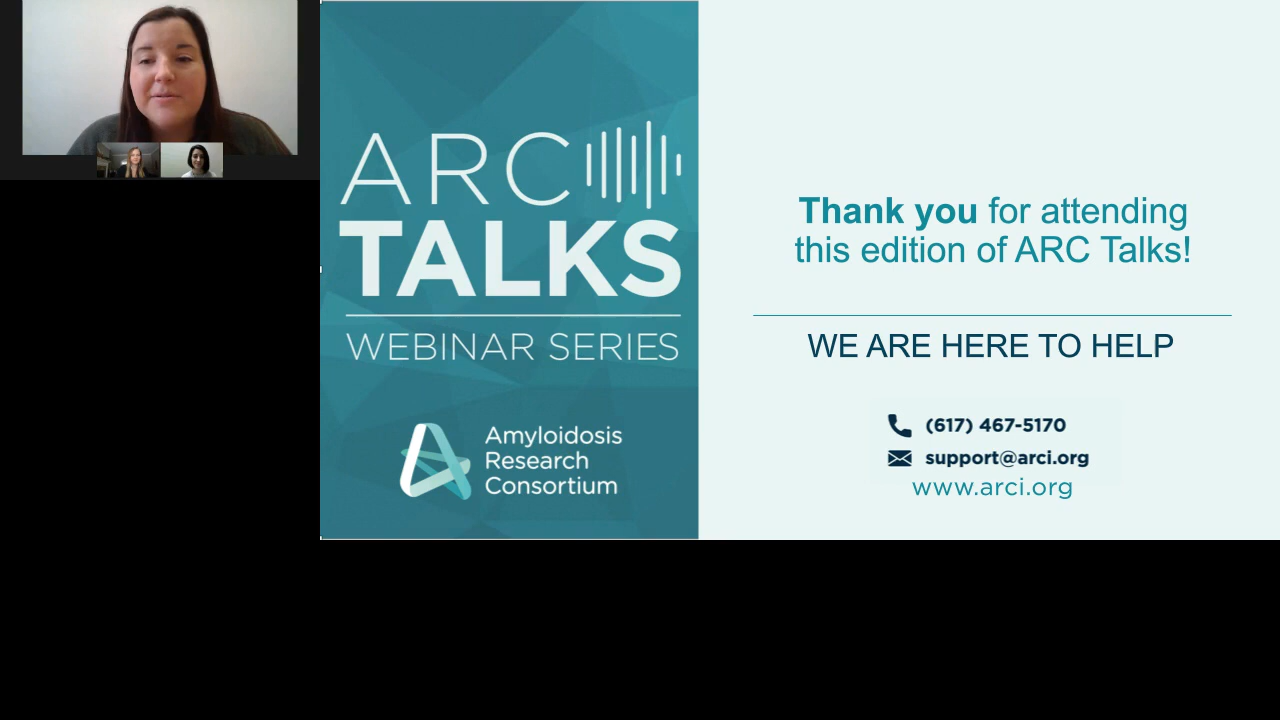 ARC
TALKS
WEBINAR SERIES
Amyloidosis
Research
Consortium
Thank you for attending
this edition of ARC Talks!
WE ARE HERE TO HELP
(617) 467-5170
support@arci.org
www.arci.org